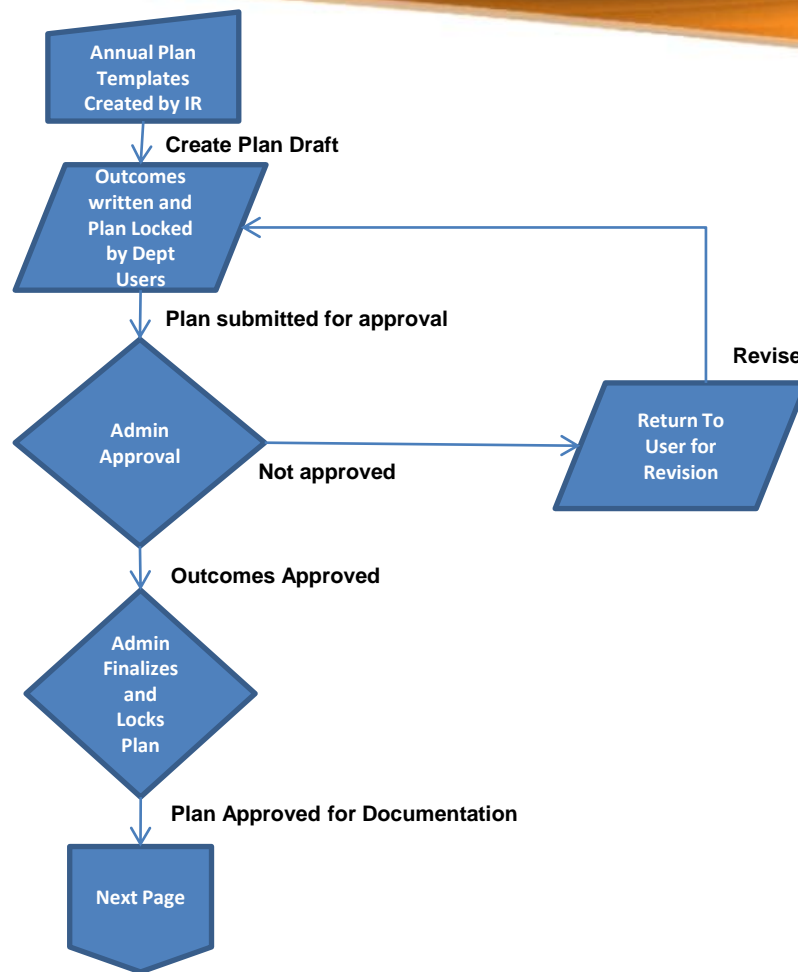 Annual Plan
Templates
Created by IR
Create Plan Draft
Outcomes
written and
Plan Locked
by Dept
Users
Plan submitted for approval
Revise
Admin
Approval
Return To
User for
Revision
Not approved
Outcomes Approved
Admin
Finalizes
and
Locks
Plan
Plan Approved for Documentation
Next Page